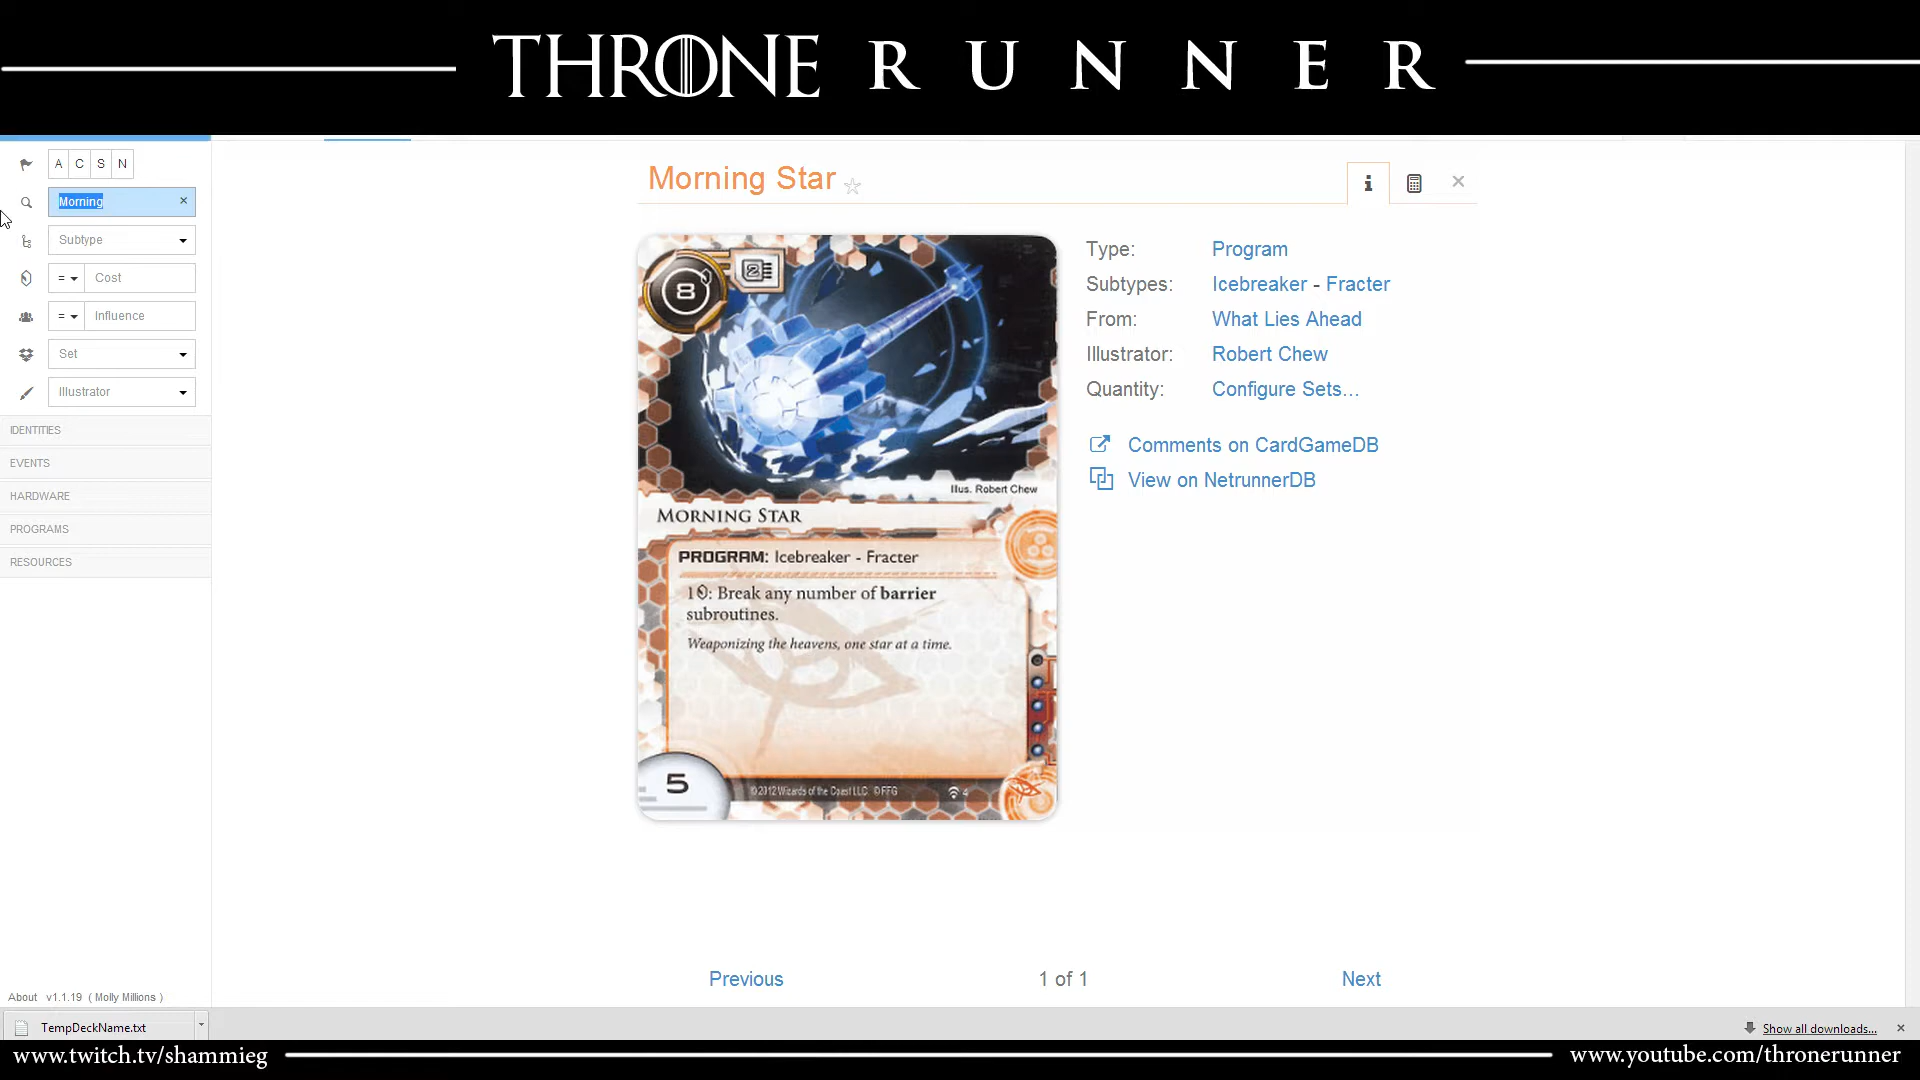 THRONE RUNNER
A C S N
Morning ×
Subtype
= Cost
= Influence
Set
Illustrator
IDENTITIES
EVENTS
HARDWARE
PROGRAMS
RESOURCES
About v1.1.19 ( Molly Millions )
Morning Star
8
2
Illus. Robert Chew
MORNING STAR
PROGRAM: Icebreaker - Fracter
1: Break any number of barrier
subroutines.
Weaponizing the heavens, one star at a time.
5
©2012 Wizards of the Coast LLC. ©FFG 4
Type: Program
Subtypes: Icebreaker - Fracter
From: What Lies Ahead
Illustrator: Robert Chew
Quantity: Configure Sets...
Comments on CardGameDB
View on NetrunnerDB
Previous 1 of 1 Next
TempDeckName.txt
Show all downloads...
www.twitch.tv/shammieg
www.youtube.com/thronerunner